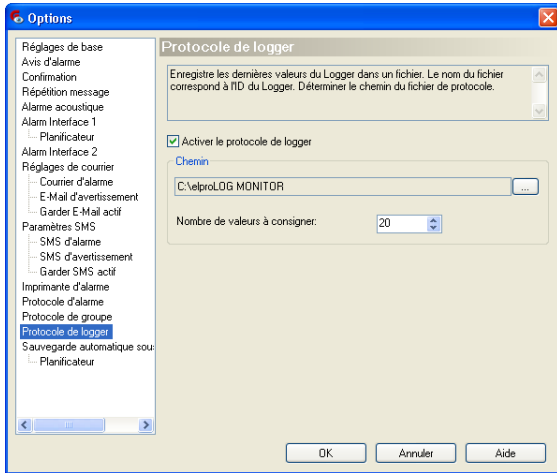 Options
Réglages de base
Avis d'alarme
Confirmation
Répétition message
Alarme acoustique
Alarm Interface 1
Planificateur
Alarm Interface 2
Réglages de courrier
Courrier d'alarme
E-Mail d'avertissement
Garder E-Mail actif
Paramètres SMS
SMS d'alarme
SMS d'avertissement
Garder SMS actif
Imprimante d'alarme
Protocole d'alarme
Protocole de groupe
Protocole de logger
Sauvegarde automatique sou
Planificateur
Protocole de logger
Enregistre les dernières valeurs du Logger dans un fichier. Le nom du fichier
correspond à l'ID du Logger. Déterminer le chemin du fichier de protocole.
Activer le protocole de logger
Chemin
C:\elproLOG MONITOR
...
Nombre de valeurs à consigner:
20
OK
Annuler
Aide